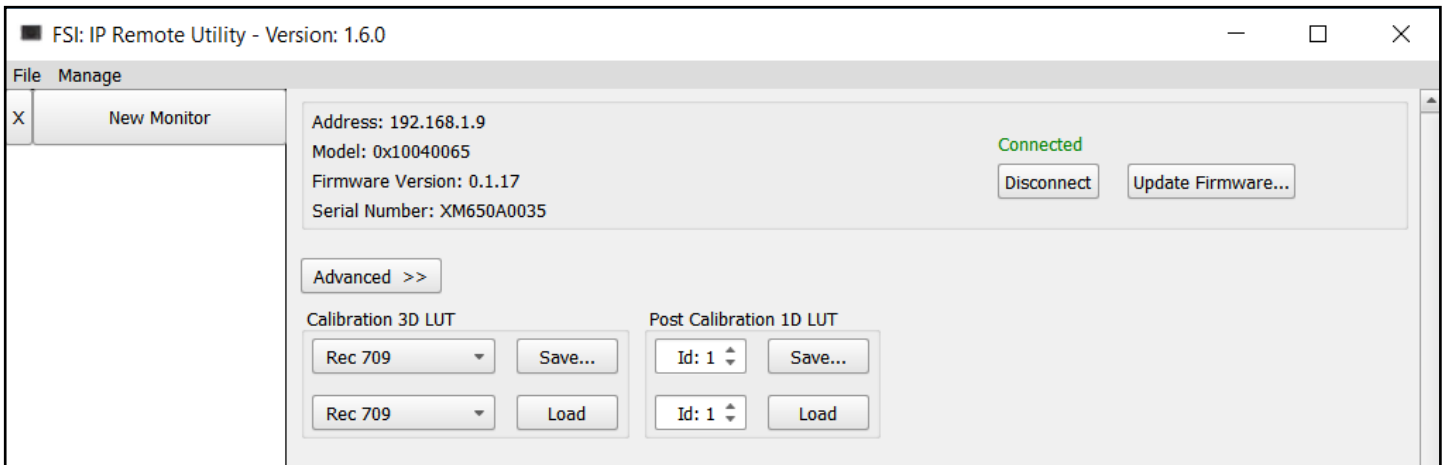 FSI: IP Remote Utility - Version: 1.6.0
File Manage
X New Monitor
Address: 192.168.1.9
Model: 0x10040065
Firmware Version: 0.1.17
Serial Number: XM650A0035
Connected
Disconnect Update Firmware...
Advanced >>
Calibration 3D LUT Post Calibration 1D LUT
Rec 709 Save... Id: 1 Save...
Rec 709 Load Id: 1 Load